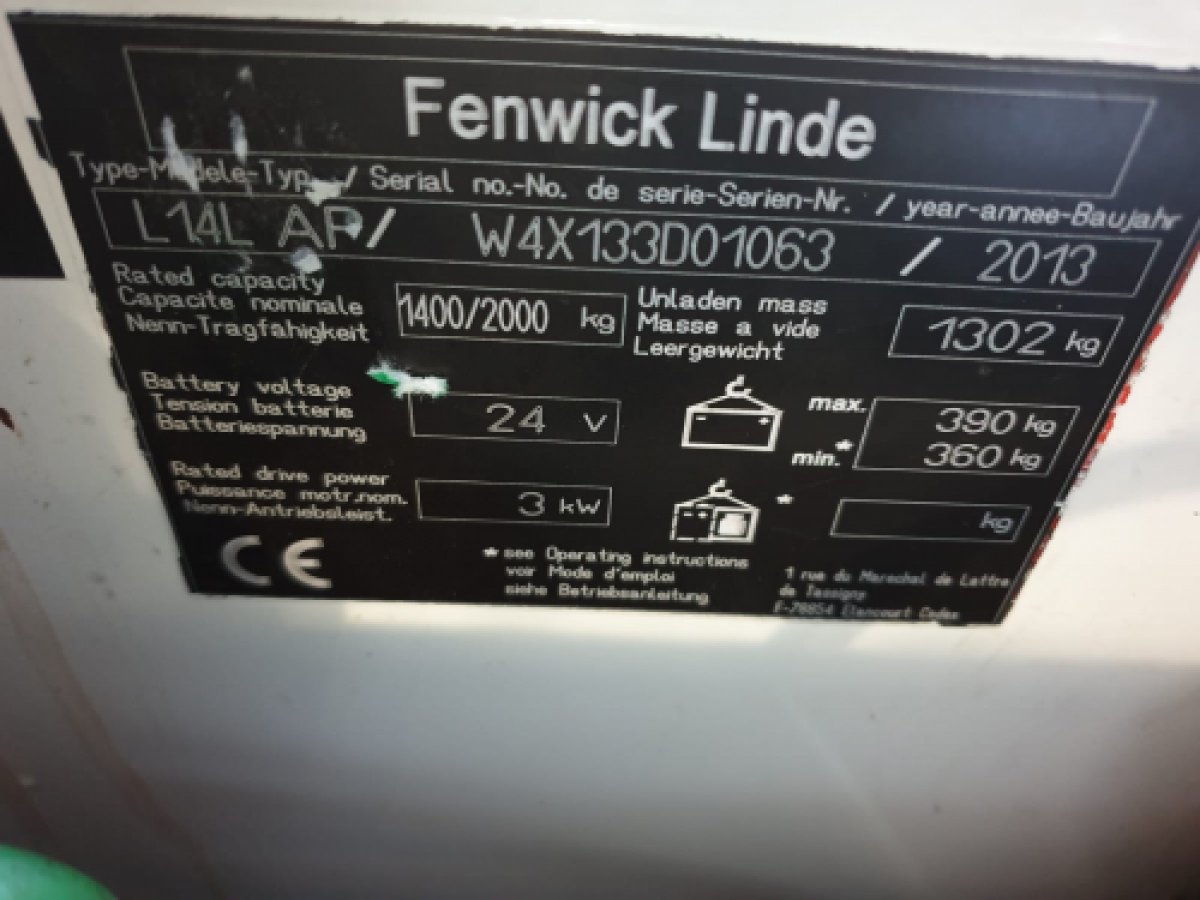 Fenwick Linde
Type-Modele-Typ / Serial no.-No. de serie-Serien-Nr. / year-annee-Baujahr
L14L AP/ W4X133D01063 / 2013
Rated capacity
Capacite nominale
Nenn-Tragfähigkeit
1400/2000 kg
Unladen mass
Masse a vide
Leergewicht
1302 kg
Battery voltage
Tension batterie
Batteriespannung
24 V
max. 390 kg
min.* 360 kg
Rated drive power
Puissance motr.nom.
Nenn-Antriebsleist.
3 kW
* kg
CE
* see Operating instructions
voir Mode d'emploi
siehe Betriebsanleitung
1 rue du Marechal de Lattre
de Tassigny
Elancourt Cedex